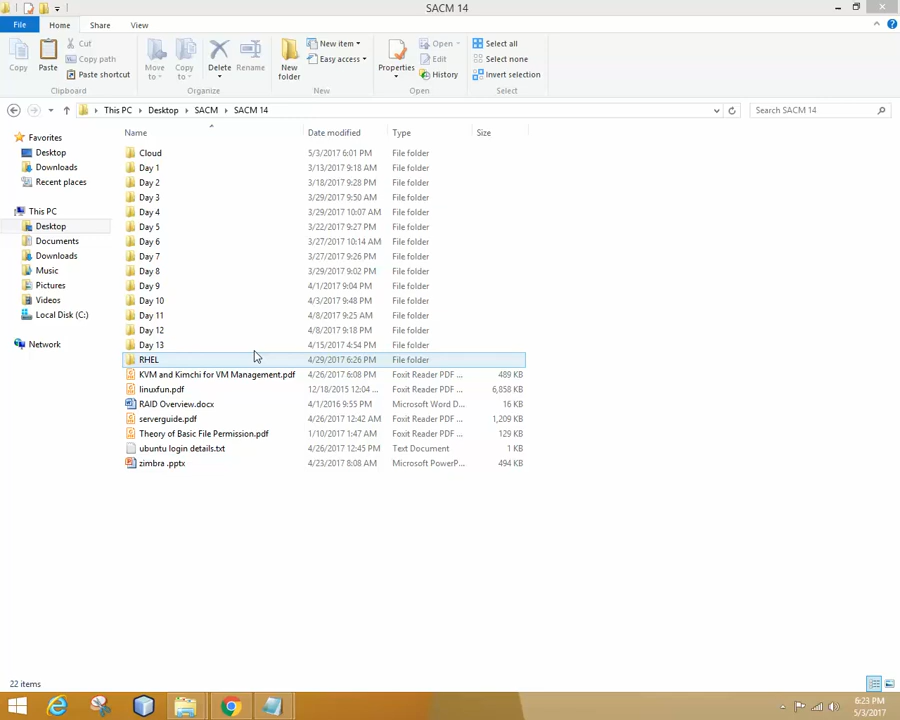 SACM 14
File Home Share View
Copy Paste Cut Copy path Paste shortcut Clipboard
Move to Copy to Delete Rename Organize
New folder New item Easy access New
Properties Open Edit History Open
Select all Select none Invert selection Select
This PC Desktop SACM SACM 14 Search SACM 14
Name Date modified Type Size
Favorites
Desktop
Downloads
Recent places
This PC
Desktop
Documents
Downloads
Music
Pictures
Videos
Local Disk (C:)
Network
Cloud 5/3/2017 6:01 PM File folder
Day 1 3/13/2017 9:18 AM File folder
Day 2 3/18/2017 9:28 PM File folder
Day 3 3/29/2017 9:50 AM File folder
Day 4 3/29/2017 10:07 AM File folder
Day 5 3/22/2017 9:27 PM File folder
Day 6 3/27/2017 10:14 AM File folder
Day 7 3/27/2017 9:26 PM File folder
Day 8 3/29/2017 9:02 PM File folder
Day 9 4/1/2017 9:04 PM File folder
Day 10 4/3/2017 9:48 PM File folder
Day 11 4/8/2017 9:25 AM File folder
Day 12 4/8/2017 9:18 PM File folder
Day 13 4/15/2017 4:54 PM File folder
RHEL 4/29/2017 6:26 PM File folder
KVM and Kimchi for VM Management.pdf 4/26/2017 6:08 PM Foxit Reader PDF ... 489 KB
linuxfun.pdf 12/18/2015 12:04 ... Foxit Reader PDF ... 6,858 KB
RAID Overview.docx 4/1/2016 9:55 PM Microsoft Word D... 16 KB
serverguide.pdf 4/26/2017 12:42 AM Foxit Reader PDF ... 1,209 KB
Theory of Basic File Permission.pdf 1/10/2017 1:47 AM Foxit Reader PDF ... 129 KB
ubuntu login details.txt 4/26/2017 12:45 PM Text Document 1 KB
zimbra .pptx 4/23/2017 8:08 AM Microsoft PowerP... 494 KB
22 items
6:23 PM
5/3/2017